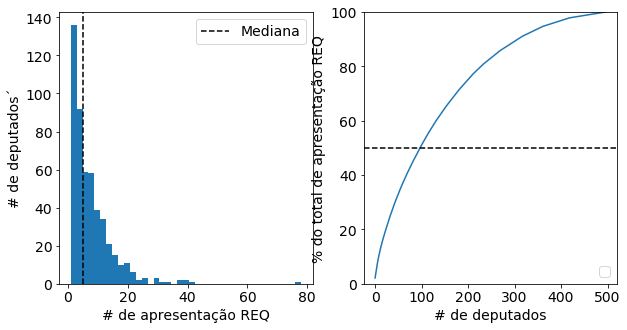 Mediana
# de deputados´
140
120
100
80
60
40
20
0
0 20 40 60 80
# de apresentação REQ
% do total de apresentação REQ
100
80
60
40
20
0
0 100 200 300 400 500
# de deputados